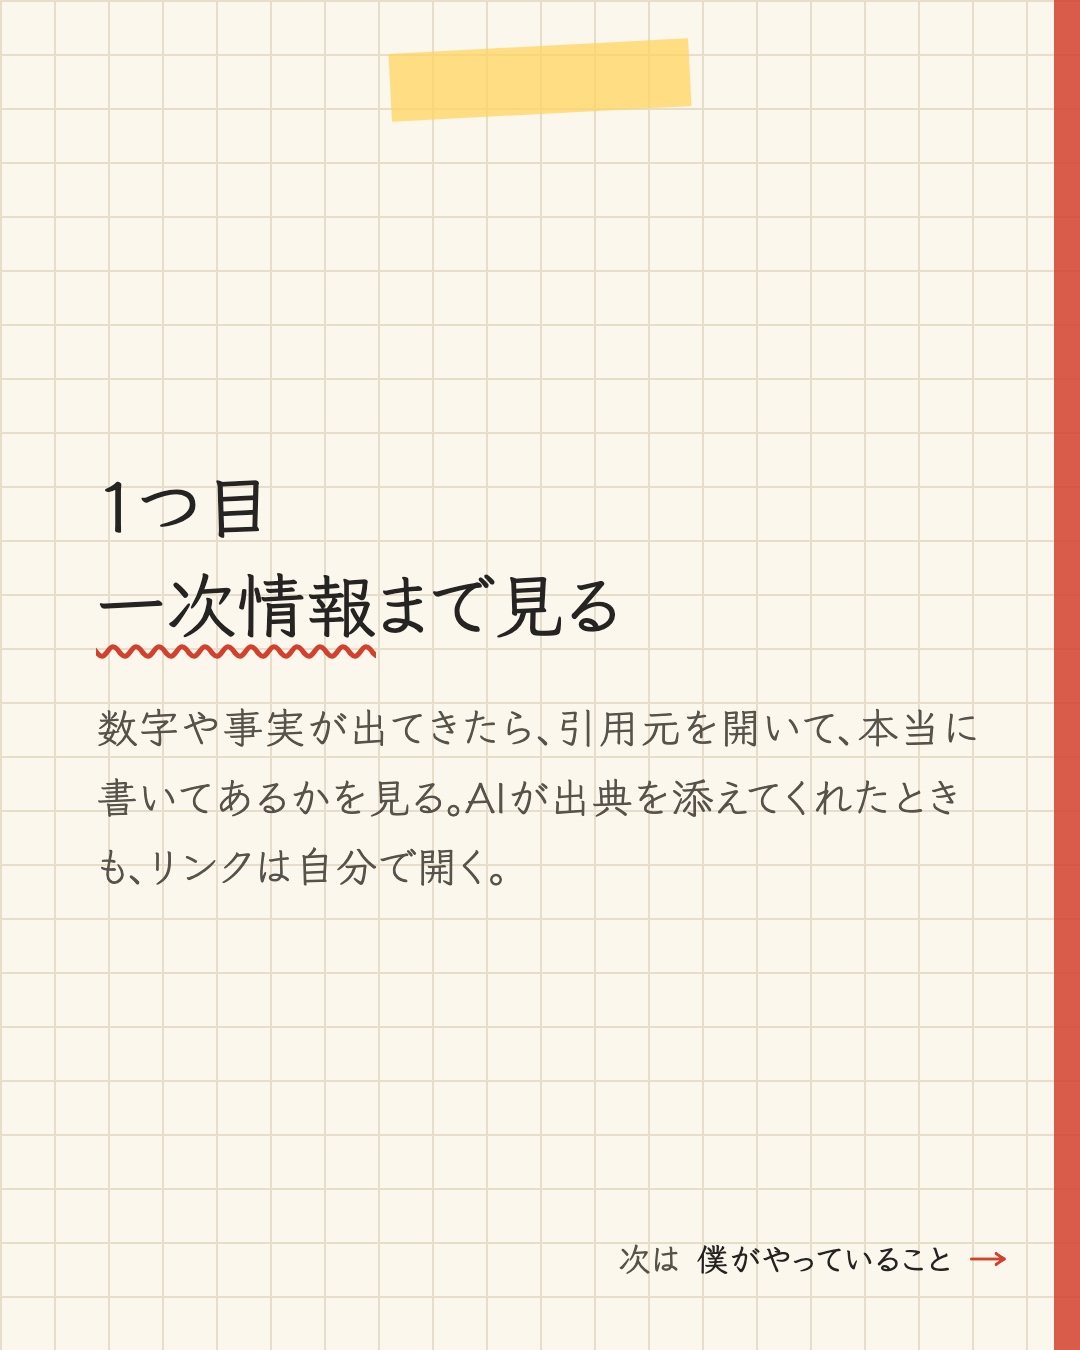 1つ目
一次情報まで見る
数字や事実が出てきたら、引用元を開いて、本当に
書いてあるかを見る。AIが出典を添えてくれたとき
も、リンクは自分で開く。
次は 僕がやっていること →